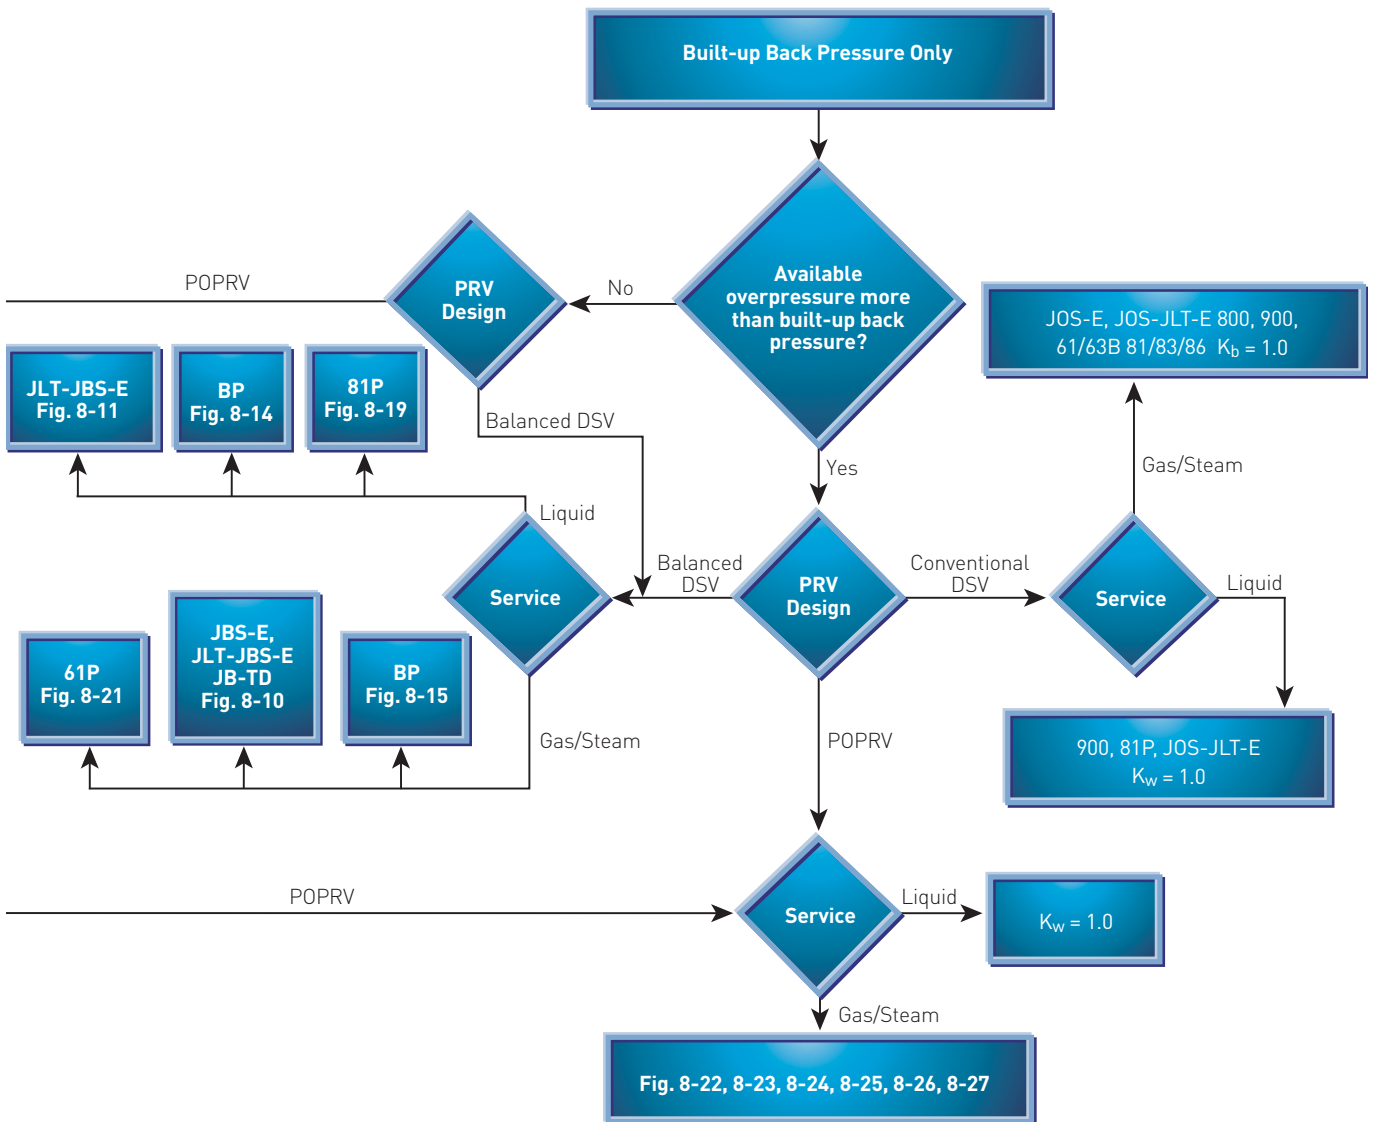 Built-up Back Pressure Only
Available
overpressure more
than built-up back
pressure?
No
PRV
Design
POPRV
Balanced DSV
JLT-JBS-E
Fig. 8-11
BP
Fig. 8-14
81P
Fig. 8-19
Liquid
Service
61P
Fig. 8-21
JBS-E,
JLT-JBS-E
JB-TD
Fig. 8-10
BP
Fig. 8-15
Gas/Steam
Yes
Balanced
DSV
PRV
Design
Conventional
DSV
Service
Gas/Steam
JOS-E, JOS-JLT-E 800, 900,
61/63B 81/83/86 Kb = 1.0
Liquid
900, 81P, JOS-JLT-E
Kw = 1.0
POPRV
POPRV
Service
Liquid
Kw = 1.0
Gas/Steam
Fig. 8-22, 8-23, 8-24, 8-25, 8-26, 8-27